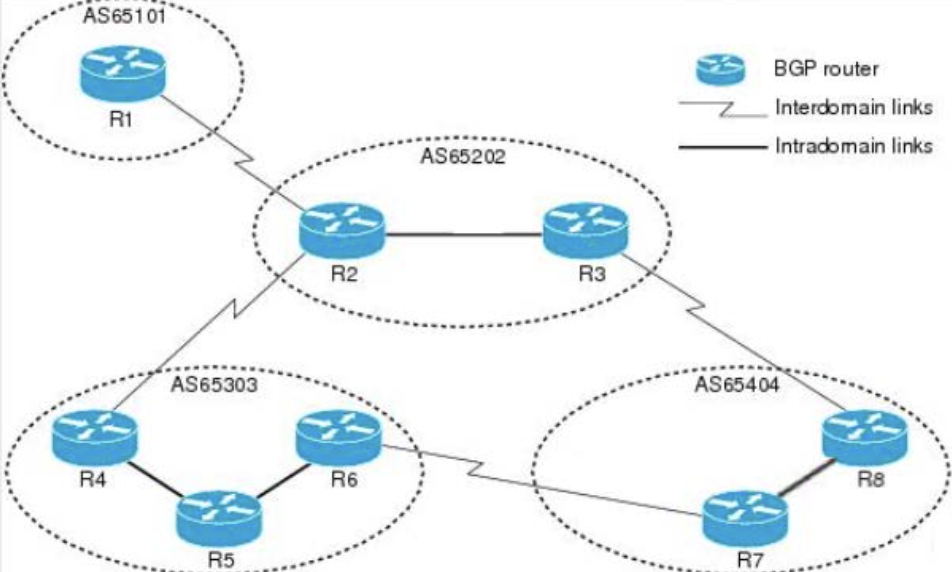 AS65101
R1
BGP router
Interdomain links
Intradomain links
AS65202
R2
R3
AS65303
R4
R6
R5
AS65404
R8
R7